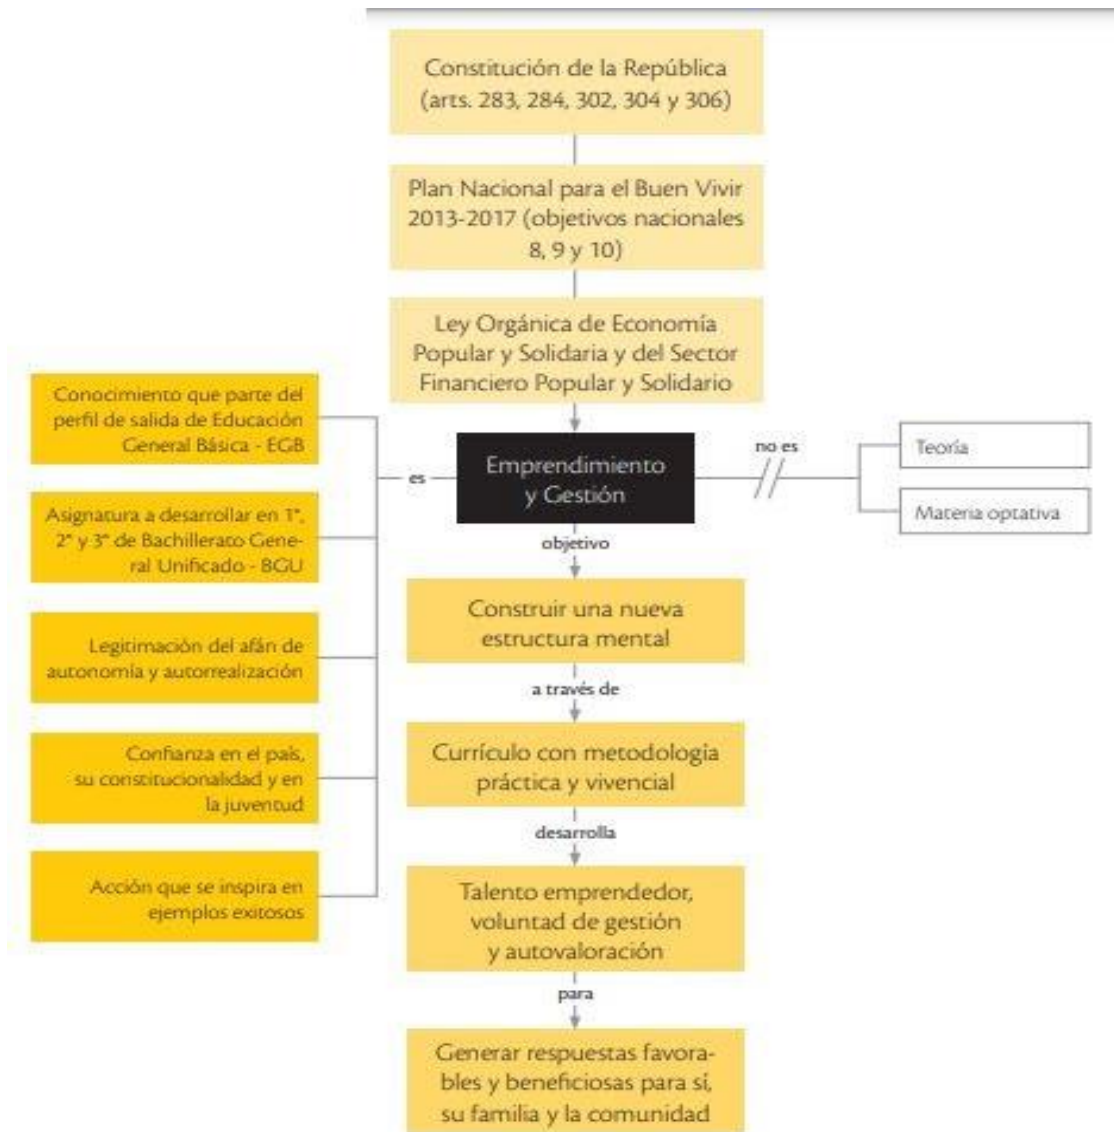 Constitución de la República
(arts. 283, 284, 302, 304 y 306)
Plan Nacional para el Buen Vivir
2013-2017 (objetivos nacionales
8, 9 y 10)
Ley Orgánica de Economía
Popular y Solidaria y del Sector
Financiero Popular y Solidario
Conocimiento que parte del
perfil de salida de Educación
General Básica - EGB
Asignatura a desarrollar en 1°,
2° y 3° de Bachillerato Gene-
ral Unificado - BGU
Legitimación del afán de
autonomía y autorrealización
Confianza en el país,
su constitucionalidad y en
la juventud
Acción que se inspira en
ejemplos exitosos
es
Emprendimiento
y Gestión
no es
Teoría
Materia optativa
objetivo
Construir una nueva
estructura mental
a través de
Currículo con metodología
práctica y vivencial
desarrolla
Talento emprendedor,
voluntad de gestión
y autovaloración
para
Generar respuestas favora-
bles y beneficiosas para sí,
su familia y la comunidad